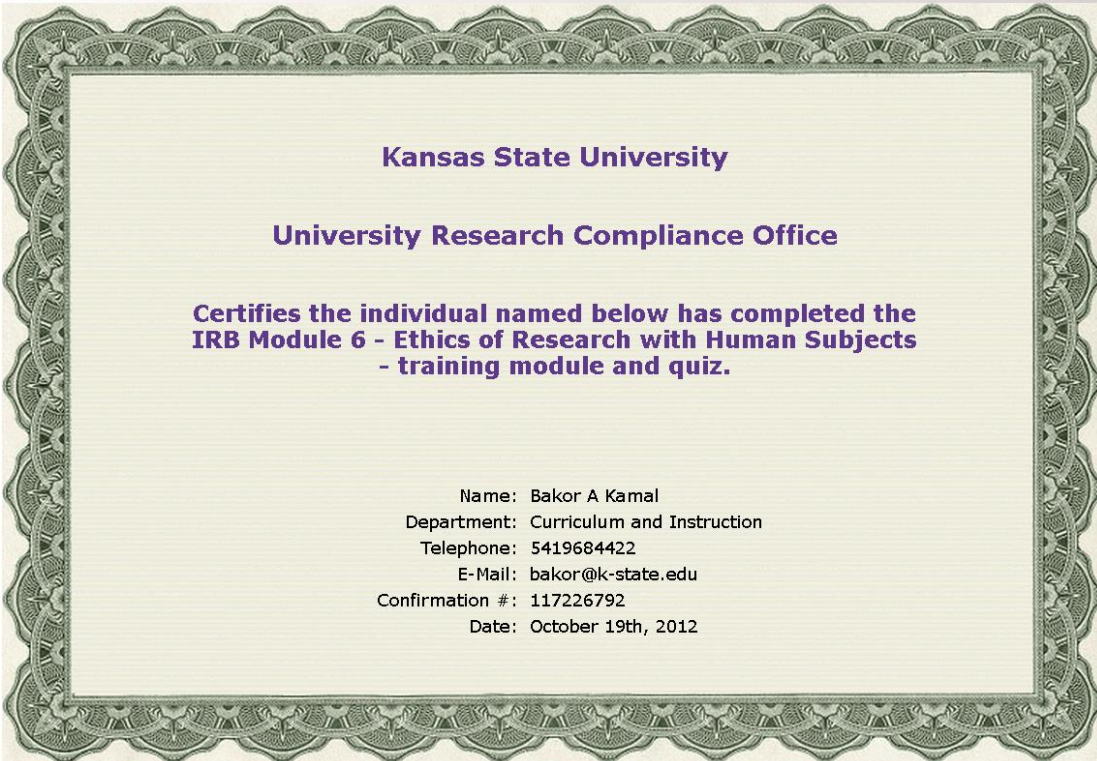 Kansas State University
University Research Compliance Office
Certifies the individual named below has completed the
IRB Module 6 - Ethics of Research with Human Subjects
- training module and quiz.
Name: Bakor A Kamal
Department: Curriculum and Instruction
Telephone: 5419684422
E-Mail: bakor@k-state.edu
Confirmation #: 117226792
Date: October 19th, 2012